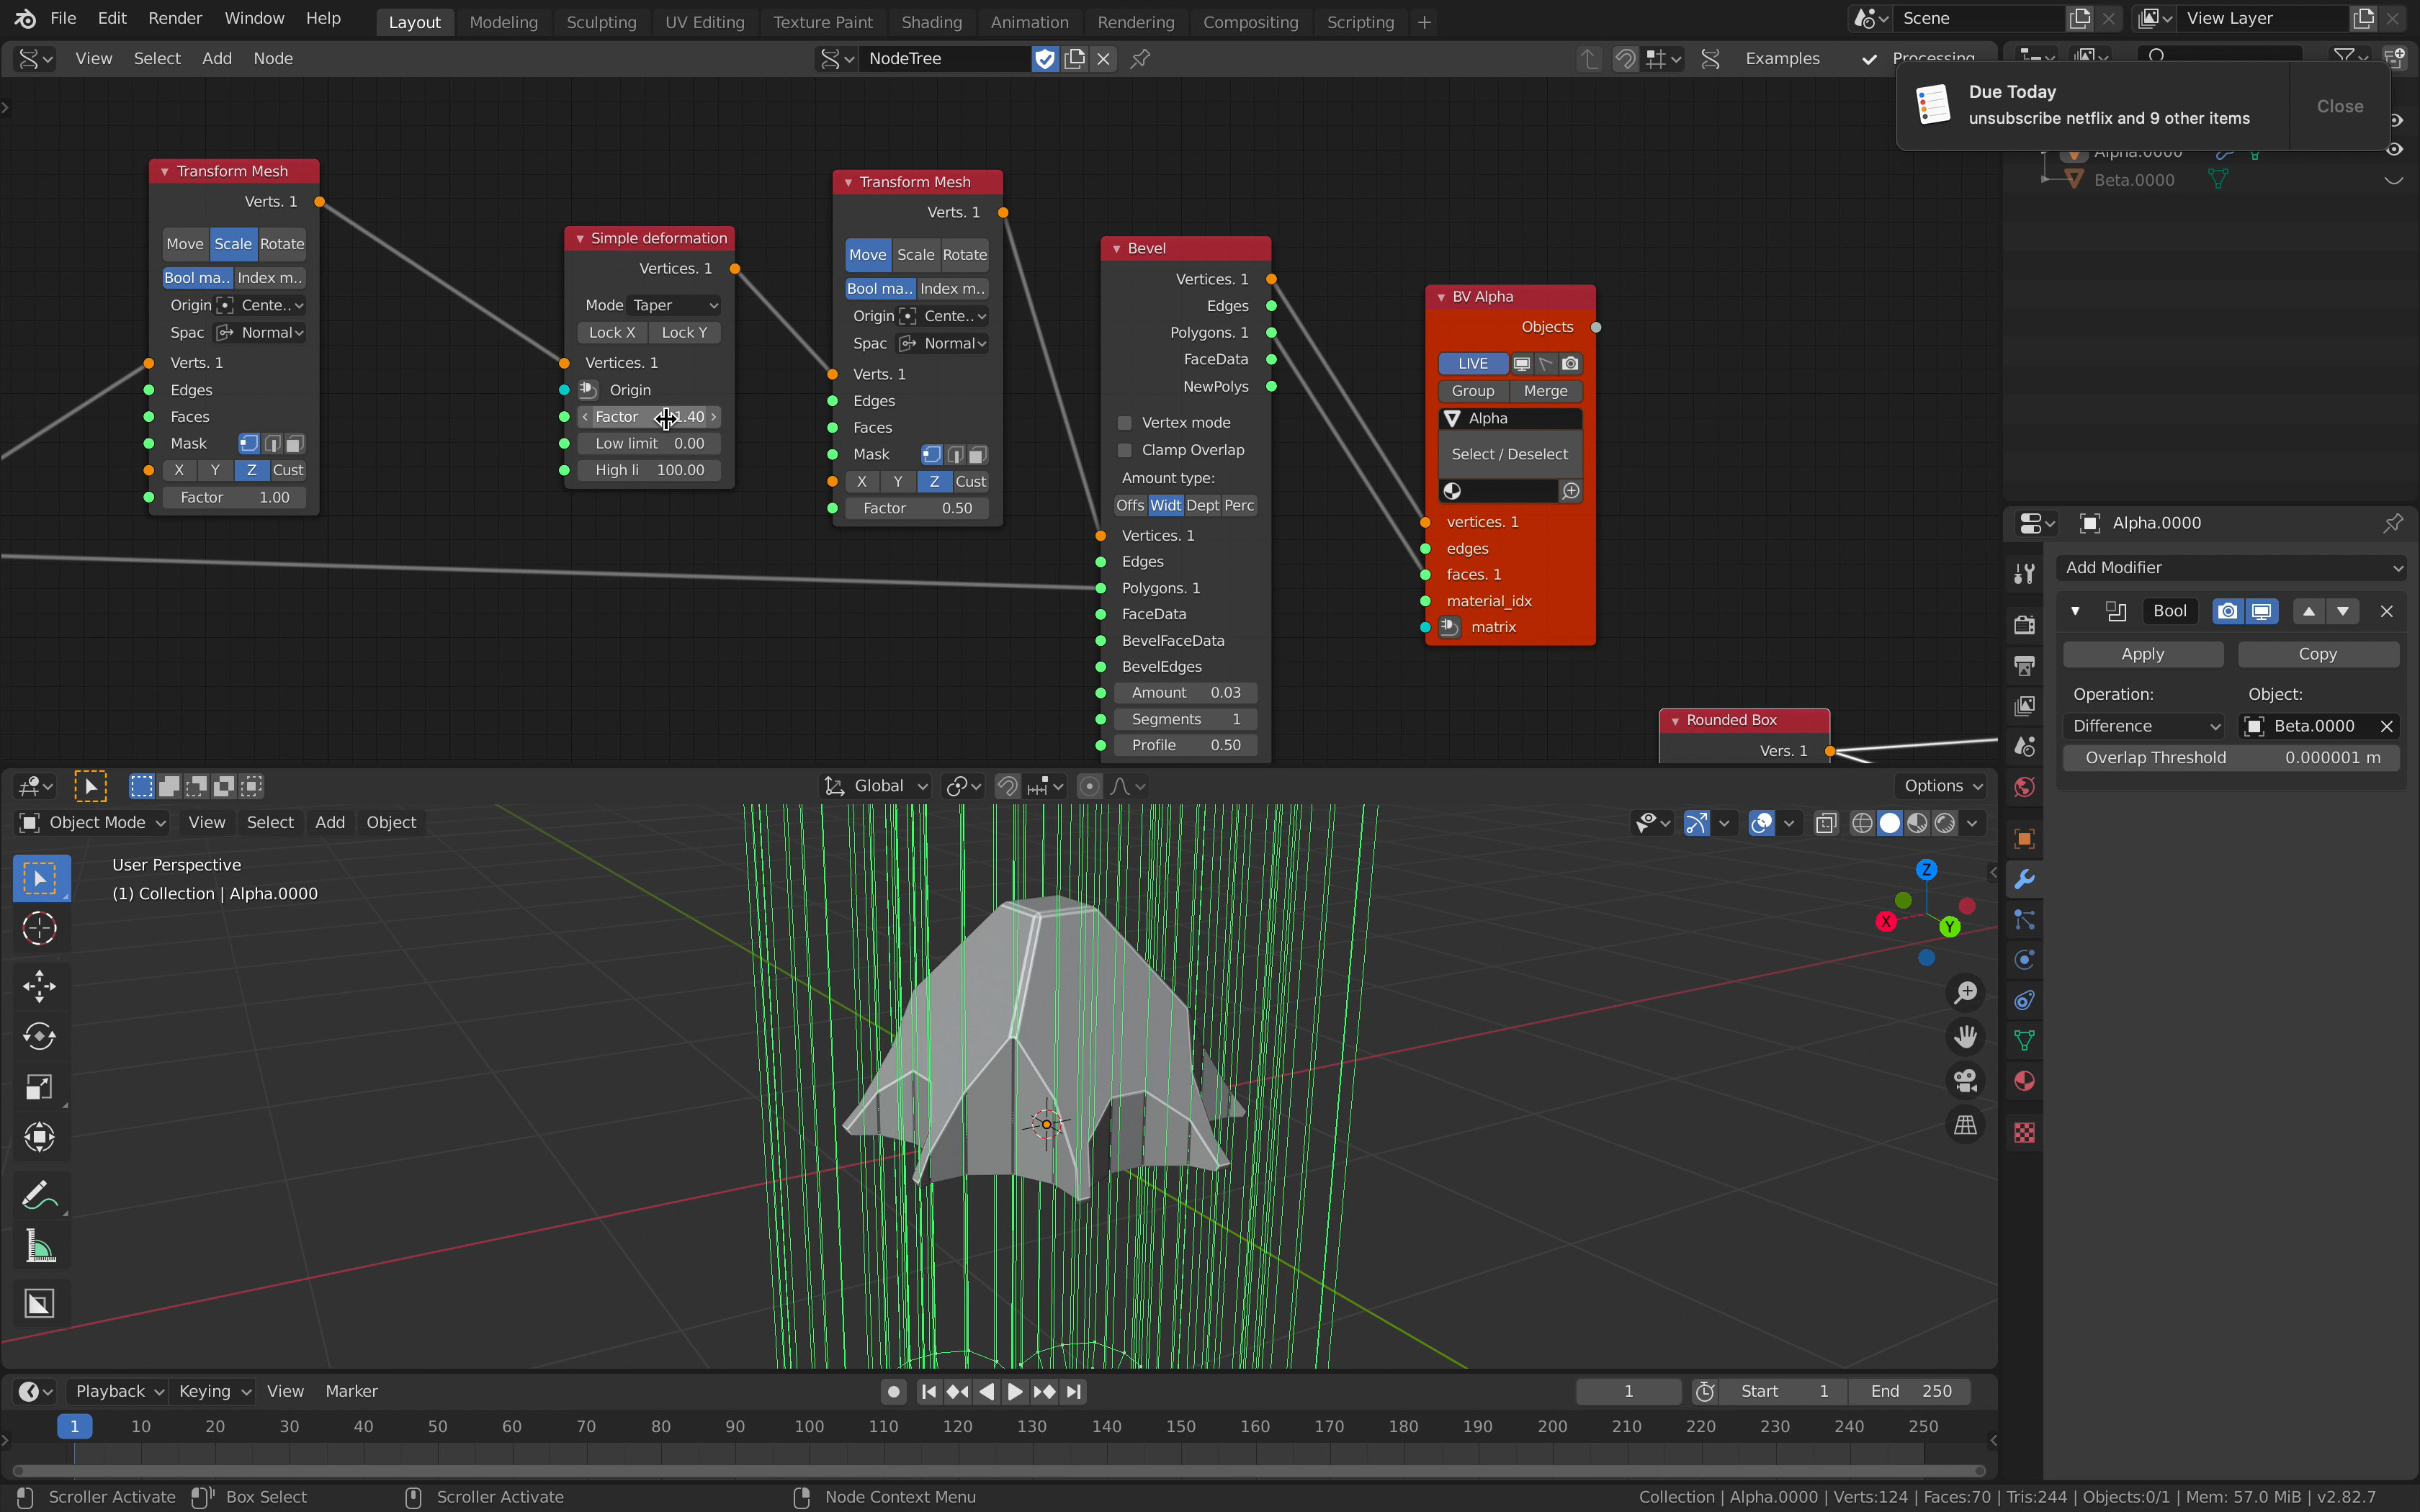 File Edit Render Window Help
Layout Modeling Sculpting UV Editing Texture Paint Shading Animation Rendering Compositing Scripting +
Scene
View Layer
View Select Add Node
NodeTree
Examples
Processing
Due Today
unsubscribe netflix and 9 other items
Close
Alpha.0000
Beta.0000
Transform Mesh
Verts. 1
Move Scale Rotate
Bool ma.. Index m..
Origin Cente..
Spac Normal
Verts. 1
Edges
Faces
Mask
X Y Z Cust
Factor 1.00
Simple deformation
Vertices. 1
Mode Taper
Lock X Lock Y
Vertices. 1
Origin
Factor 1.40
Low limit 0.00
High li 100.00
Transform Mesh
Verts. 1
Move Scale Rotate
Bool ma.. Index m..
Origin Cente..
Spac Normal
Verts. 1
Edges
Faces
Mask
X Y Z Cust
Factor 0.50
Bevel
Vertices. 1
Edges
Polygons. 1
FaceData
NewPolys
Vertex mode
Clamp Overlap
Amount type:
Offs Widt Dept Perc
Vertices. 1
Edges
Polygons. 1
FaceData
BevelFaceData
BevelEdges
Amount 0.03
Segments 1
Profile 0.50
BV Alpha
Objects
LIVE
Group Merge
Alpha
Select / Deselect
vertices. 1
edges
faces. 1
material_idx
matrix
Rounded Box
Vers. 1
Alpha.0000
Add Modifier
Bool
Apply Copy
Operation: Object:
Difference Beta.0000
Overlap Threshold 0.000001 m
Global
Options
Object Mode View Select Add Object
User Perspective
(1) Collection | Alpha.0000
Z
X
Y
Playback Keying View Marker
1 Start 1 End 250
1 10 20 30 40 50 60 70 80 90 100 110 120 130 140 150 160 170 180 190 200 210 220 230 240 250
Scroller Activate Box Select Scroller Activate Node Context Menu
Collection | Alpha.0000 | Verts:124 | Faces:70 | Tris:244 | Objects:0/1 | Mem: 57.0 MiB | v2.82.7